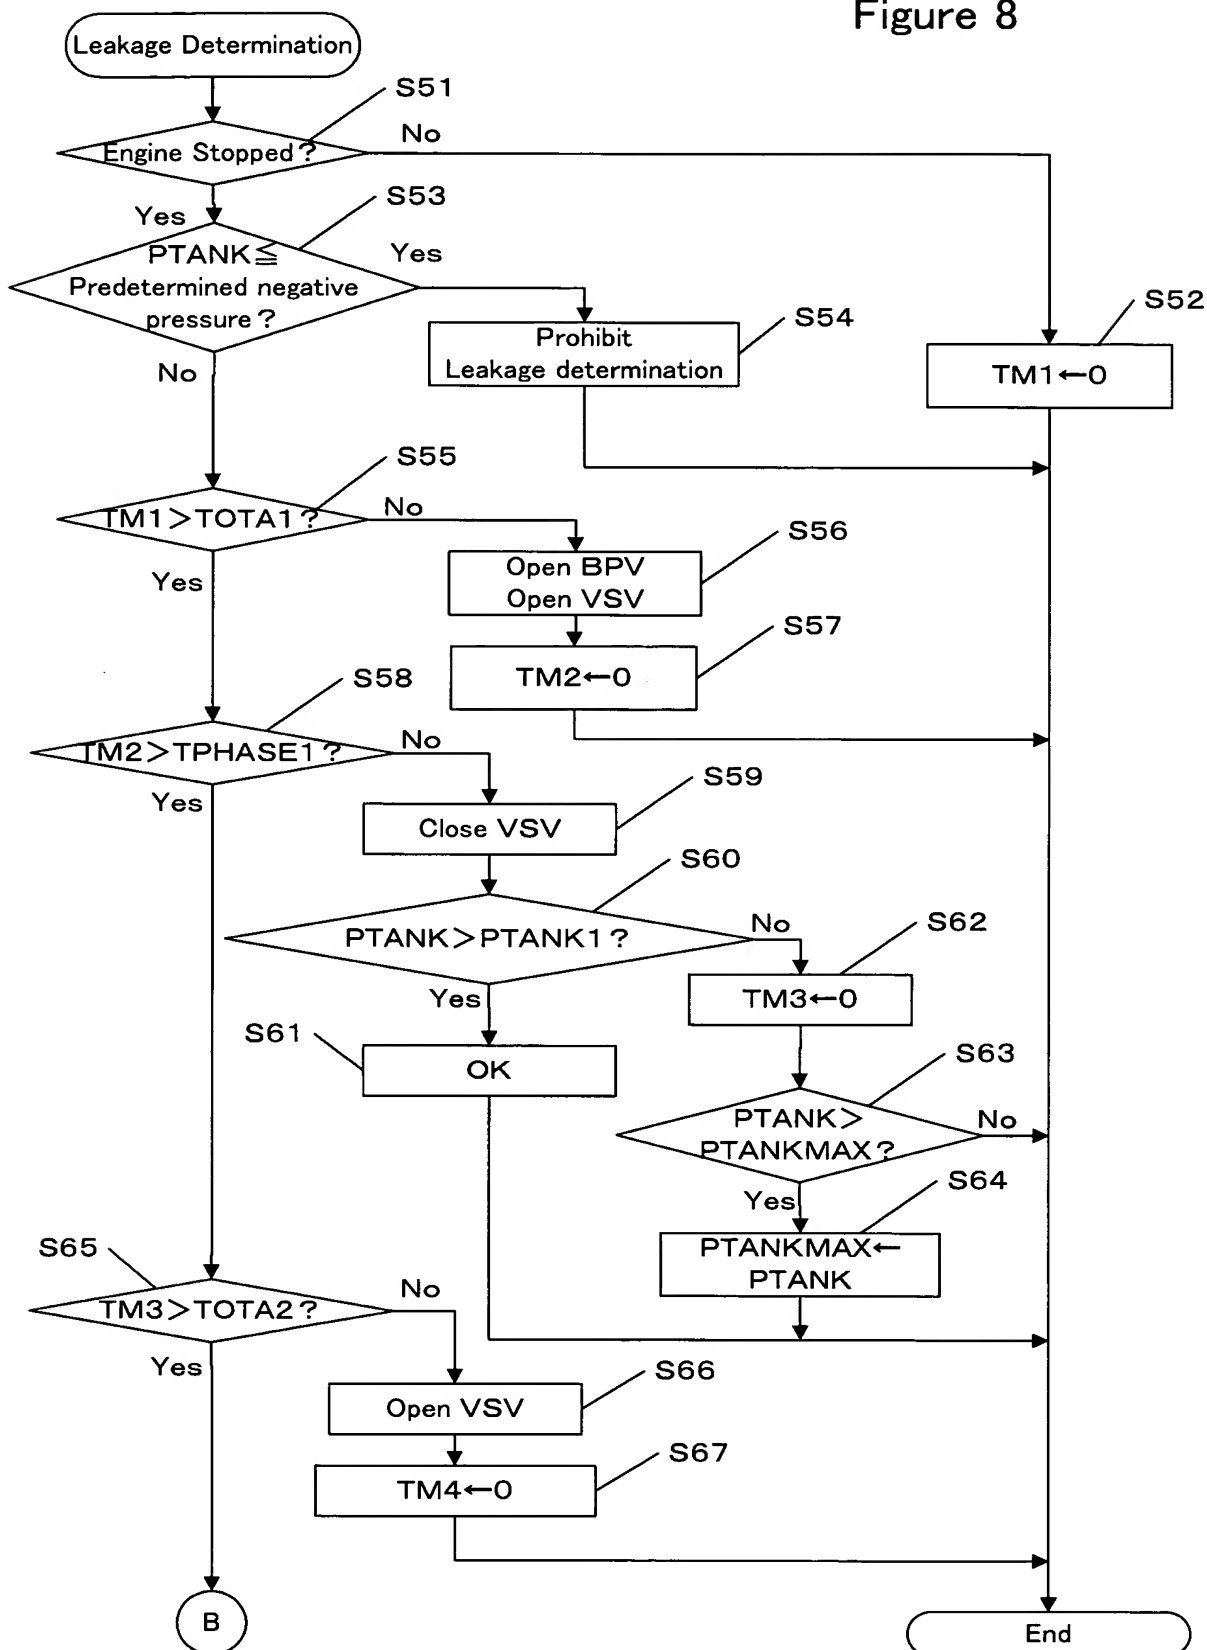 Figure 8
Leakage Determination
S51
No
Engine Stopped?
Yes
S53
PTANK≦
Predetermined negative
pressure?
Yes
S54
Prohibit
Leakage determination
S52
TM1←0
No
S55
TM1>TOTA1?
No
S56
Open BPV
Open VSV
Yes
S57
TM2←0
S58
TM2>TPHASE1?
No
Yes
S59
Close VSV
S60
PTANK>PTANK1?
No
S62
TM3←0
Yes
S61
OK
S63
PTANK>
PTANKMAX?
No
Yes
S64
PTANKMAX←
PTANK
S65
TM3>TOTA2?
No
Yes
S66
Open VSV
S67
TM4←0
B
End